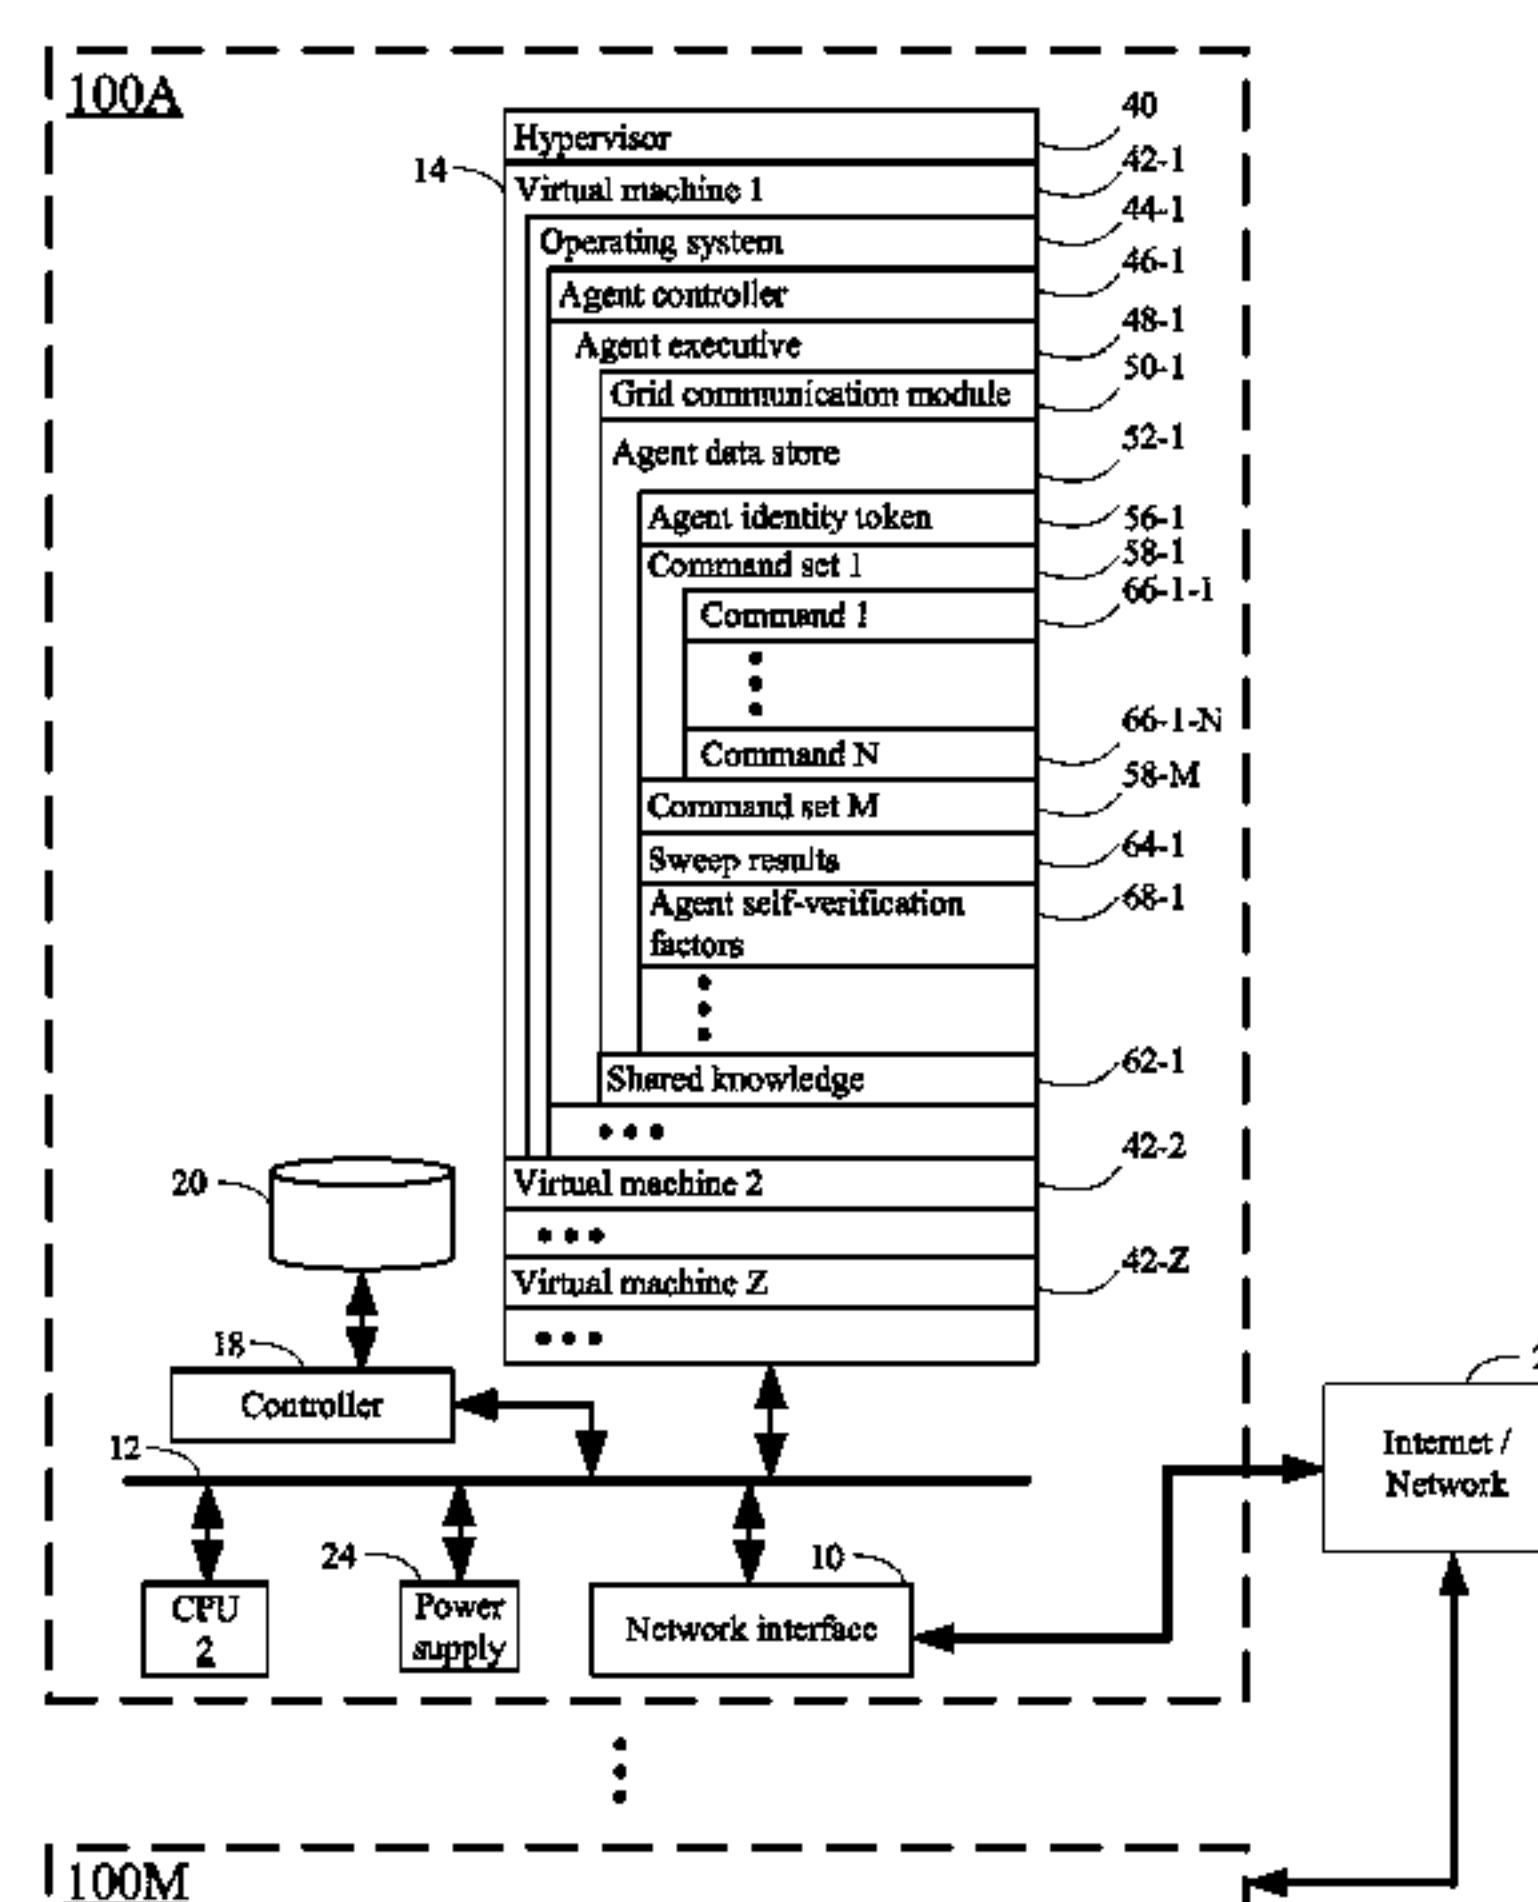 100A
Hypervisor
40
14
Virtual machine 1
42-1
Operating system
44-1
Agent controller
46-1
Agent executive
48-1
Grid communication module
50-1
Agent data store
52-1
Agent identity token
56-1
Command set 1
58-1
Command 1
66-1-1
Command N
66-1-N
Command set M
58-M
Sweep results
64-1
Agent self-verification
factors
68-1
Shared knowledge
62-1
Virtual machine 2
42-2
20
Virtual machine Z
42-Z
18
Controller
12
Internet /
Network
24
10
CPU
2
Power
supply
Network interface
100M